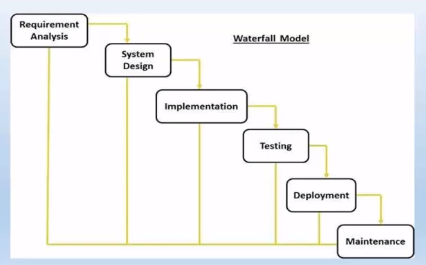 Requirement
Analysis
Waterfall Model
System
Design
Implementation
Testing
Deployment
Maintenance